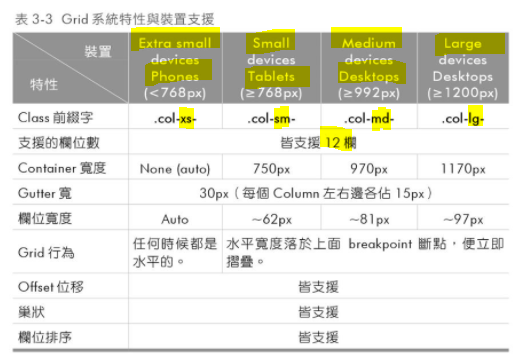 表 3-3 Grid 系統特性與裝置支援
裝置
特性
Extra small
devices
Phones
(<768px)
Small
devices
Tablets
(≥768px)
Medium
devices
Desktops
(≥992px)
Large
devices
Desktops
(≥1200px)
Class 前綴字 .col-xs- .col-sm- .col-md- .col-lg-
支援的欄位數 皆支援 12 欄
Container 寬度 None (auto) 750px 970px 1170px
Gutter 寬 30px（每個 Column 左右邊各佔 15px）
欄位寬度 Auto ~62px ~81px ~97px
Grid 行為
任何時候都是
水平的。
水平寬度落於上面 breakpoint 斷點，便立即
摺疊。
Offset 位移 皆支援
巢狀 皆支援
欄位排序 皆支援